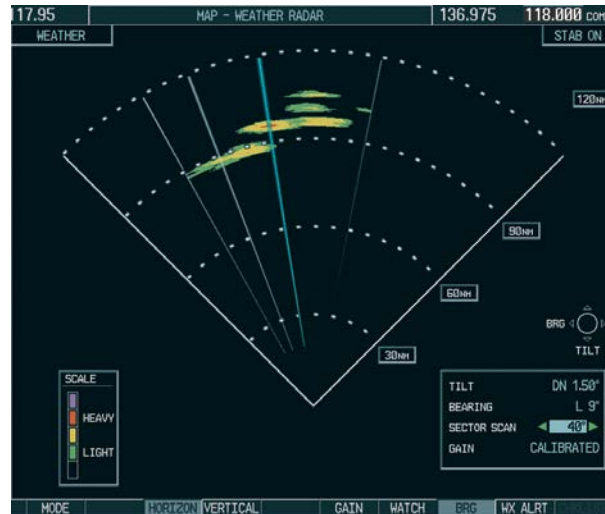 17.95 MAP – WEATHER RADAR 136.975 118.000 COM
WEATHER STAB ON
120NM
90NM
60NM
BRG
TILT
30NM
SCALE
HEAVY
LIGHT
TILT DN 1.50°
BEARING L 9°
SECTOR SCAN 40°
GAIN CALIBRATED
MODE HORIZON VERTICAL GAIN WATCH BRG WX ALRT